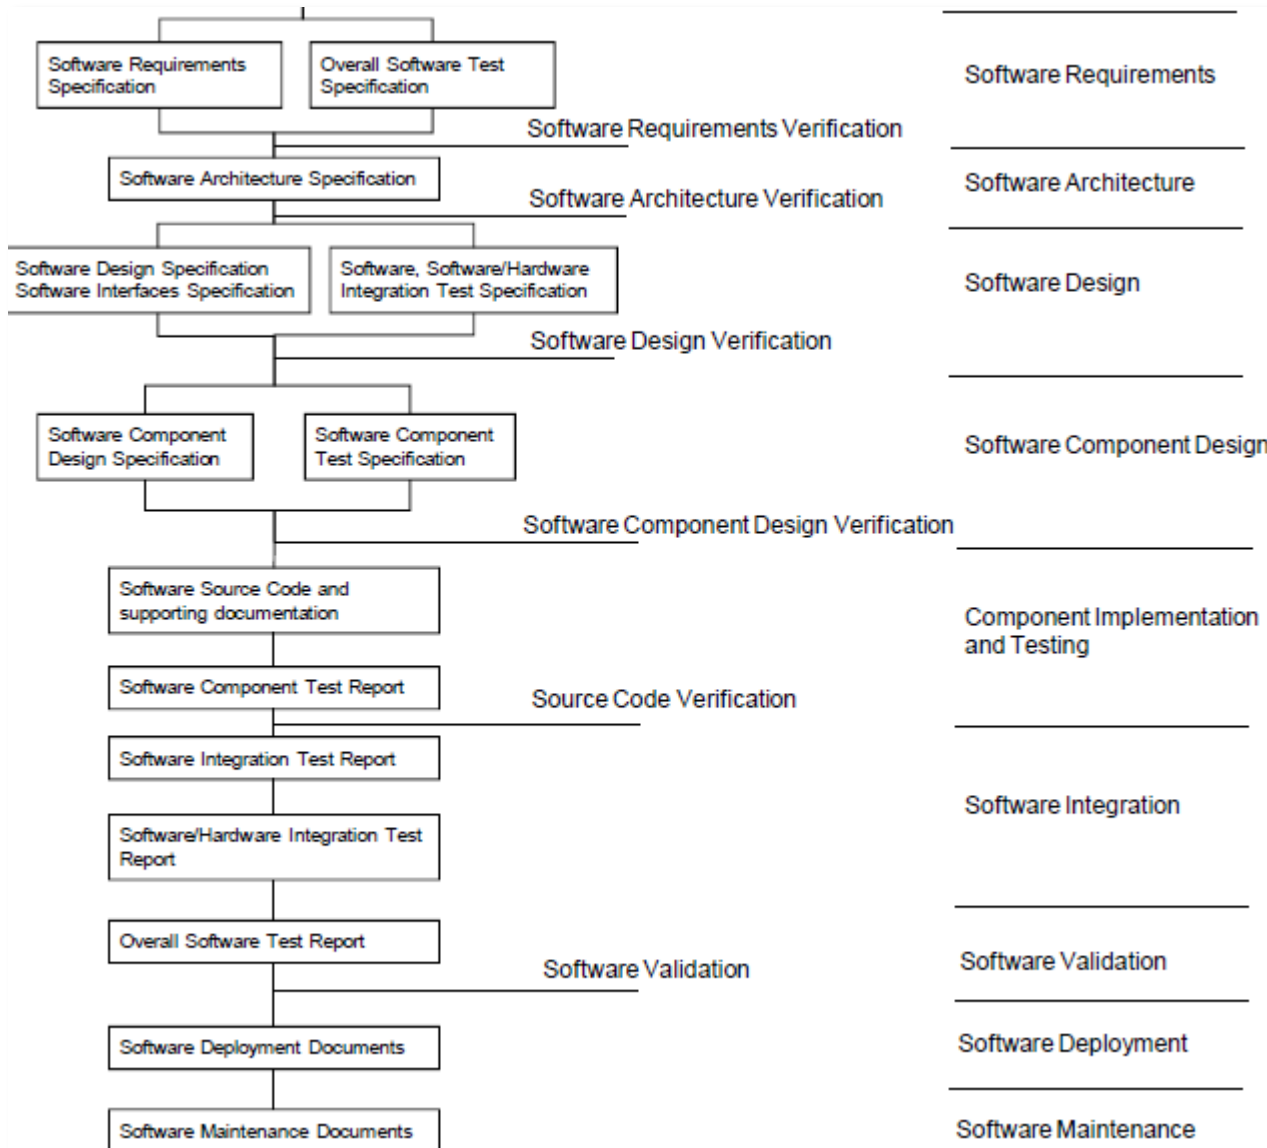 Software Requirements
Specification
Overall Software Test
Specification
Software Requirements
Software Requirements Verification
Software Architecture Specification
Software Architecture
Software Architecture Verification
Software Design Specification
Software Interfaces Specification
Software, Software/Hardware
Integration Test Specification
Software Design
Software Design Verification
Software Component
Design Specification
Software Component
Test Specification
Software Component Design
Software Component Design Verification
Software Source Code and
supporting documentation
Component Implementation
and Testing
Software Component Test Report
Source Code Verification
Software Integration Test Report
Software/Hardware Integration Test
Report
Software Integration
Overall Software Test Report
Software Validation
Software Validation
Software Deployment Documents
Software Deployment
Software Maintenance Documents
Software Maintenance